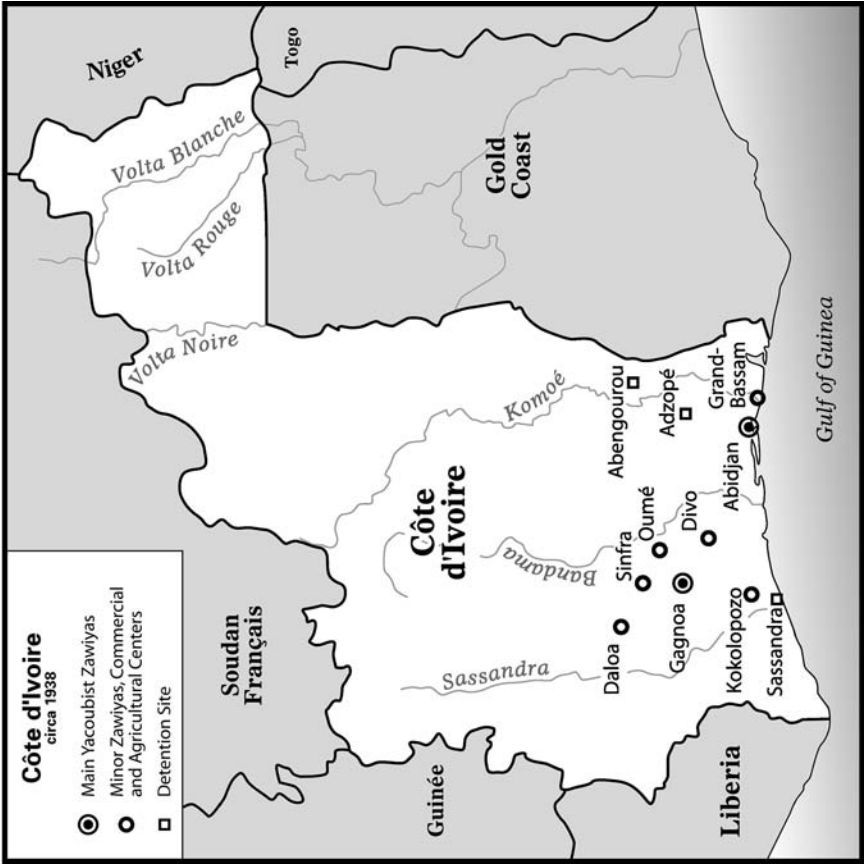 Côte d'Ivoire
circa 1938
Main Yacoubist Zawiyas
Minor Zawiyas, Commercial
and Agricultural Centers
Detention Site
Niger
Togo
Volta Blanche
Volta Rouge
Volta Noire
Gold
Coast
Soudan
Français
Côte
d'Ivoire
Komoé
Bandama
Sassandra
Guinée
Liberia
Abengourou
Adzopé
Grand-
Bassam
Abidjan
Divo
Oumé
Sinfra
Gagnoa
Daloa
Kokolopozo
Sassandra
Gulf of Guinea